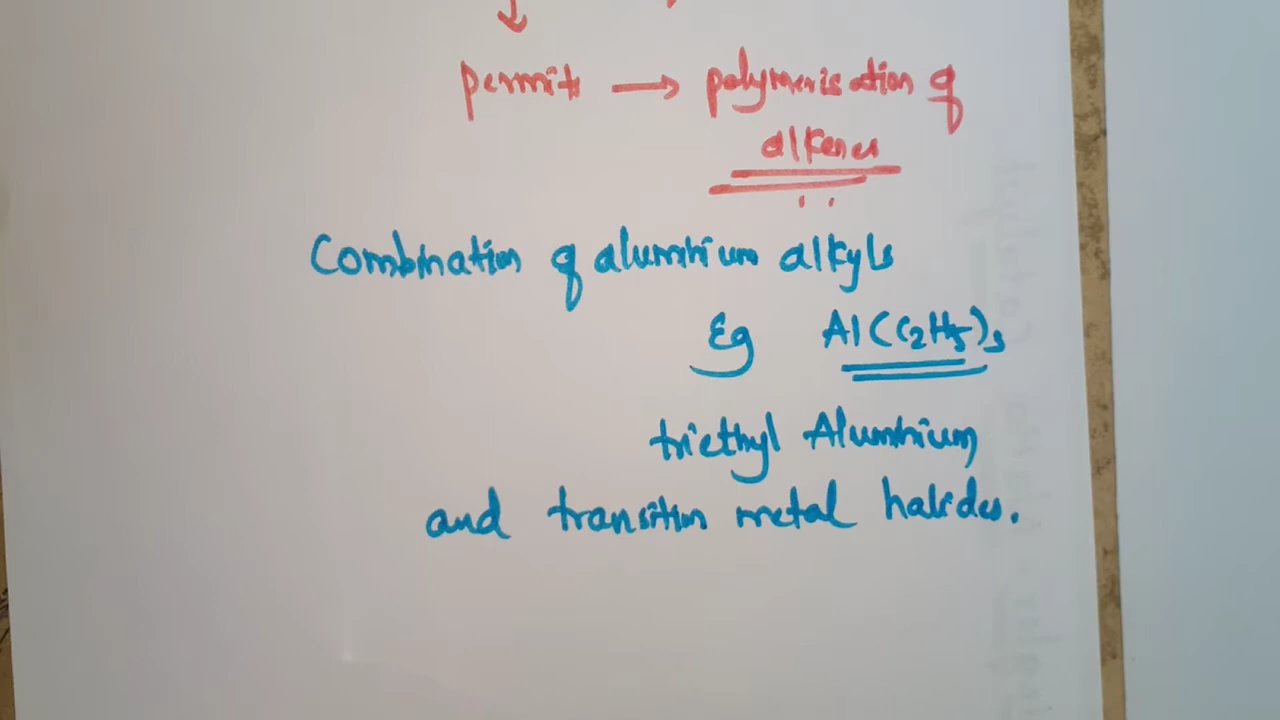 permits → polymerisation of
alkenes
Combination of aluminium alkyls
Eg Al(C2H5)3
triethyl Aluminium
and transition metal halides.